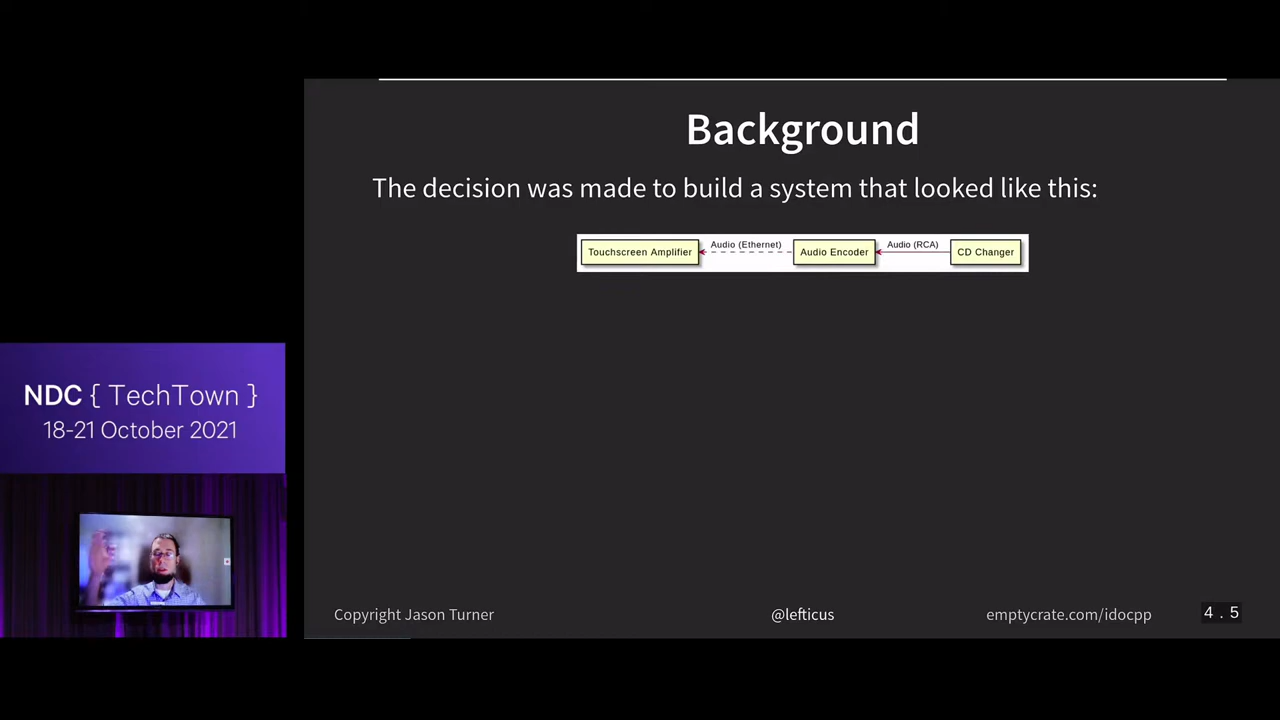 Background
The decision was made to build a system that looked like this:
Touchscreen Amplifier
Audio (Ethernet)
Audio Encoder
Audio (RCA)
CD Changer
NDC { TechTown }
18-21 October 2021
Copyright Jason Turner
@lefticus
emptycrate.com/idocpp
4 . 5